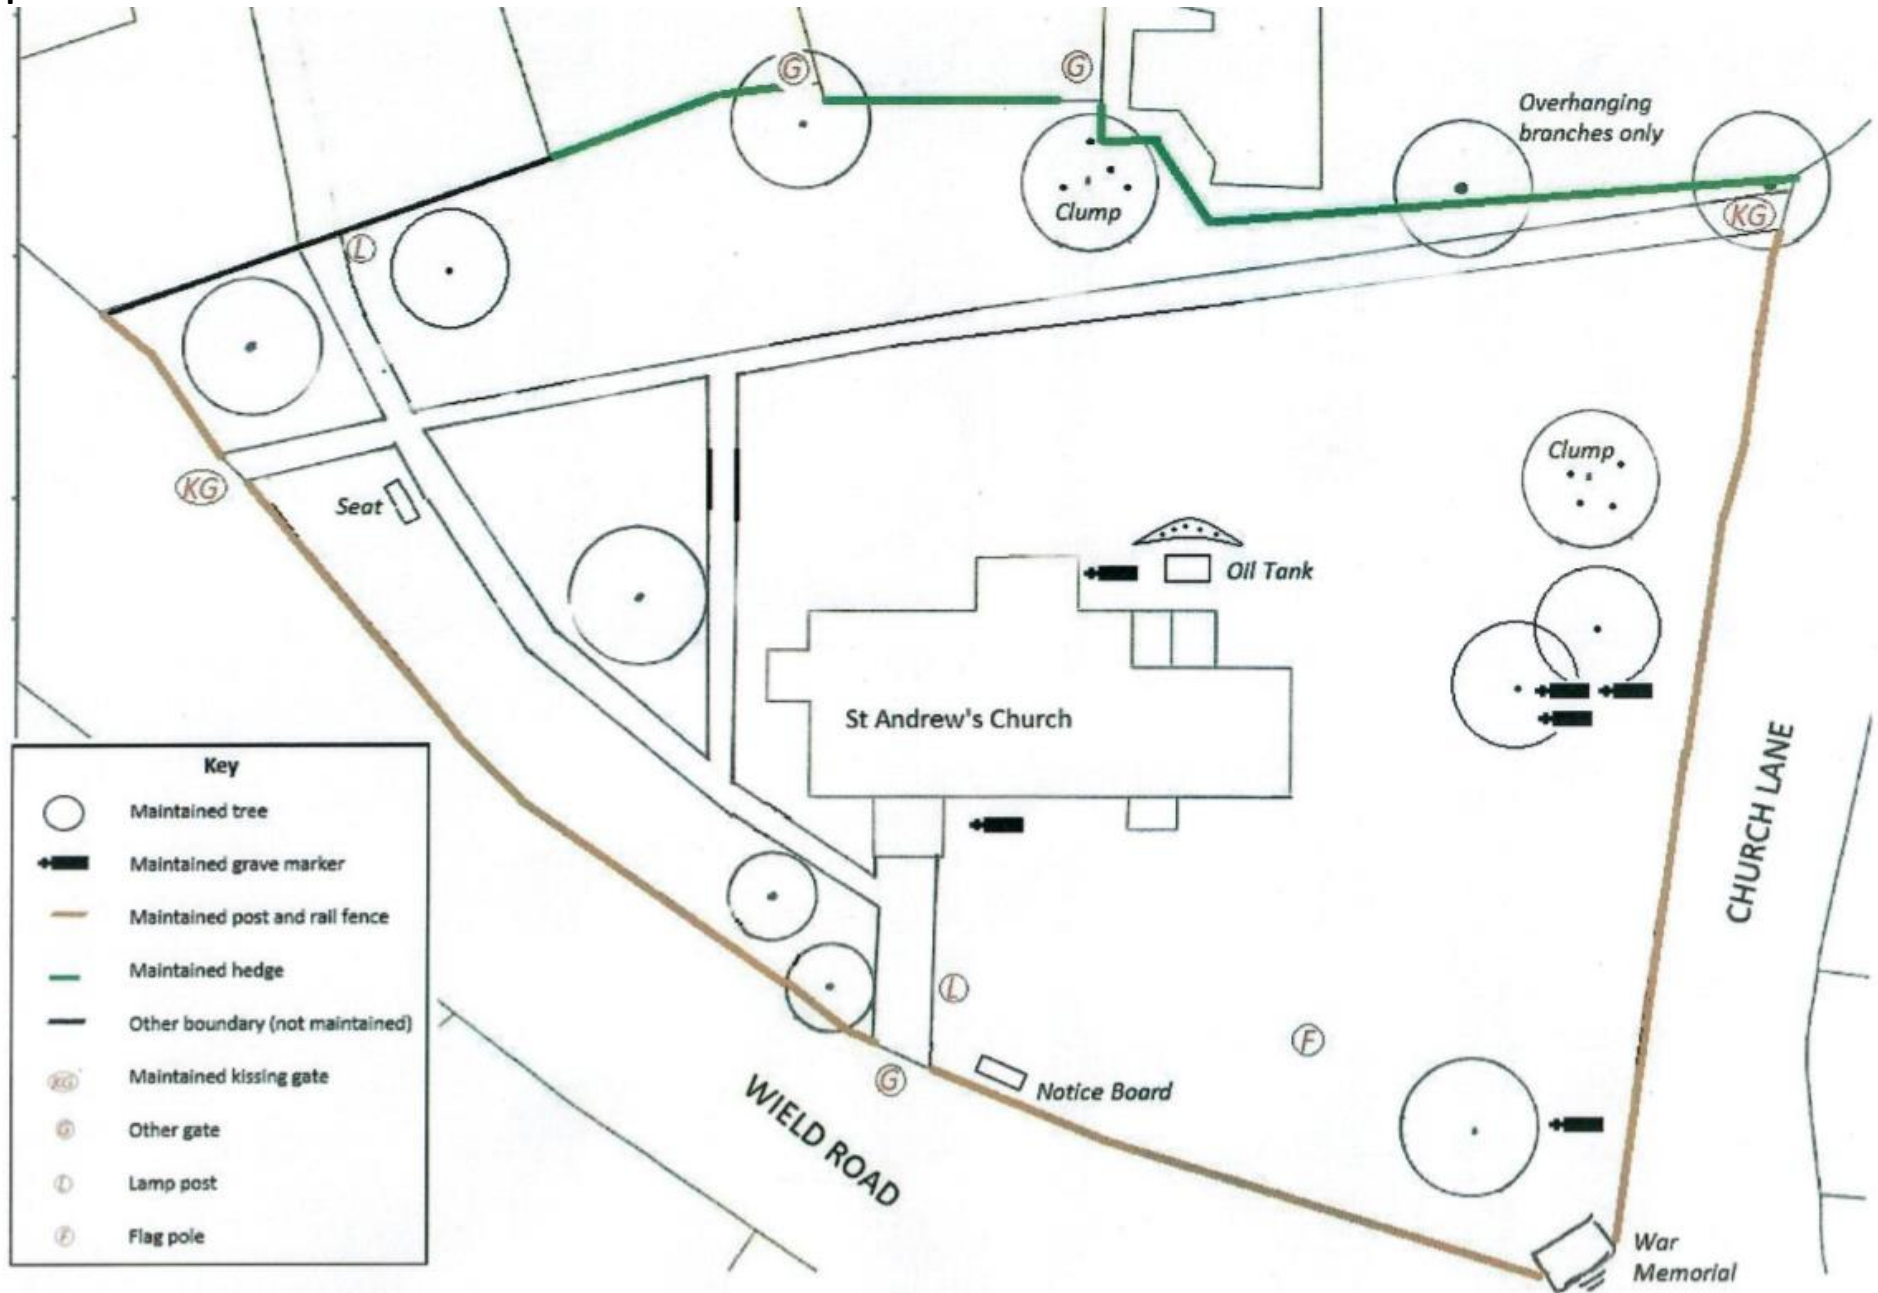 G
G
Overhanging
branches only
Clump
KG
L
Clump
KG
Seat
Oil Tank
St Andrew's Church
CHURCH LANE
L
F
G
Notice Board
WIELD ROAD
War
Memorial
Key
Maintained tree
Maintained grave marker
Maintained post and rail fence
Maintained hedge
Other boundary (not maintained)
KG Maintained kissing gate
G Other gate
L Lamp post
F Flag pole